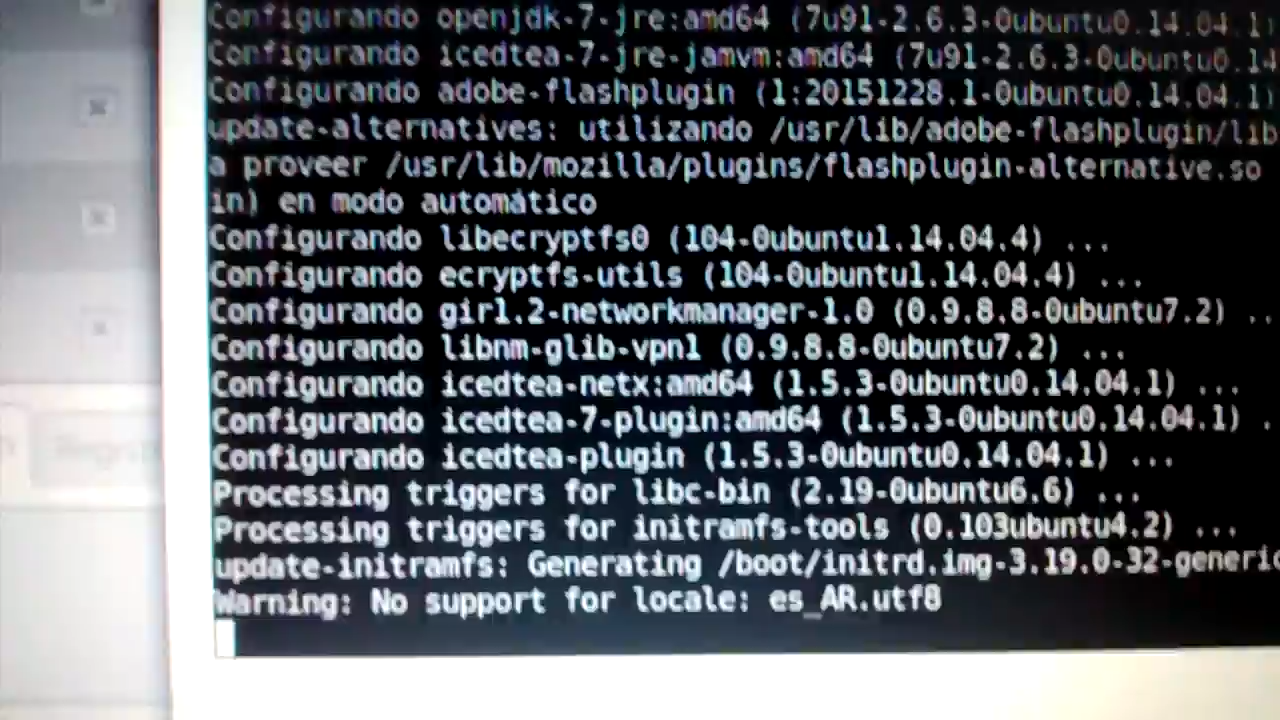 Configurando openjdk-7-jre:amd64 (7u91-2.6.3-0ubuntu0.14.04.1)
Configurando icedtea-7-jre-jamvm:amd64 (7u91-2.6.3-0ubuntu0.14
Configurando adobe-flashplugin (1:20151228.1-0ubuntu0.14.04.1)
update-alternatives: utilizando /usr/lib/adobe-flashplugin/lib
a proveer /usr/lib/mozilla/plugins/flashplugin-alternative.so
in) en modo automático
Configurando libecryptfs0 (104-0ubuntu1.14.04.4) ...
Configurando ecryptfs-utils (104-0ubuntu1.14.04.4) ...
Configurando gir1.2-networkmanager-1.0 (0.9.8.8-0ubuntu7.2) ..
Configurando libnm-glib-vpn1 (0.9.8.8-0ubuntu7.2) ...
Configurando icedtea-netx:amd64 (1.5.3-0ubuntu0.14.04.1) ...
Configurando icedtea-7-plugin:amd64 (1.5.3-0ubuntu0.14.04.1) .
Configurando icedtea-plugin (1.5.3-0ubuntu0.14.04.1) ...
Processing triggers for libc-bin (2.19-0ubuntu6.6) ...
Processing triggers for initramfs-tools (0.103ubuntu4.2) ...
update-initramfs: Generating /boot/initrd.img-3.19.0-32-generic
Warning: No support for locale: es_AR.utf8